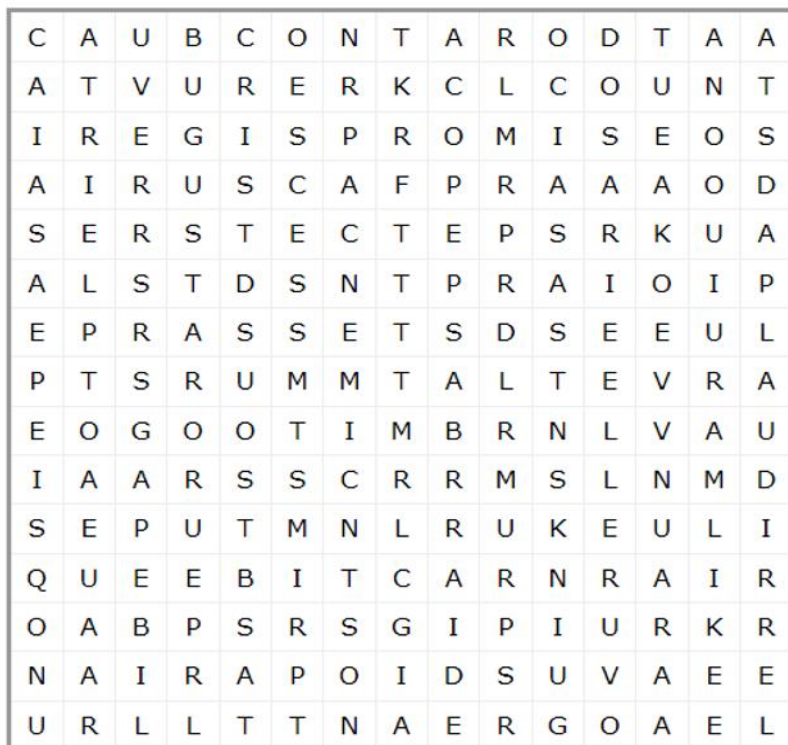 C A U B C O N T A R O D T A A
A T V U R E R K C L C O U N T
I R E G I S P R O M I S E O S
A I R U S C A F P R A A A O D
S E R S T E C T E P S R K U A
A L S T D S N T P R A I O I P
E P R A S S E T S D S E E U L
P T S R U M M T A L T E V R A
E O G O O T I M B R N L V A U
I A A R S S C R R M S L N M D
S E P U T M N L R U K E U L I
Q U E E B I T C A R N R A I R
O A B P S R S G I P I U R K R
N A I R A P O I D S U V A E E
U R L L T T N A E R G O A E L